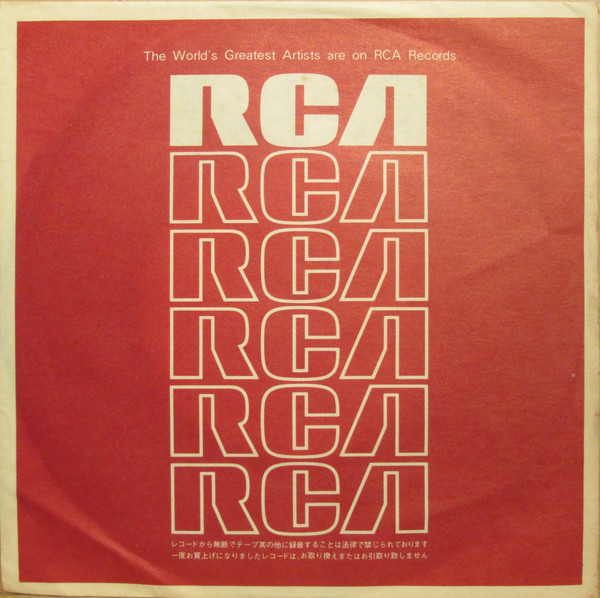 The World's Greatest Artists are on RCA Records
RCA
RCA
RCA
RCA
RCA
RCA
レコードから無断でテープ其の他に録音することは法律で禁じられております
一度お買上げになりましたレコードは、お取り換えまたはお引取り致しません